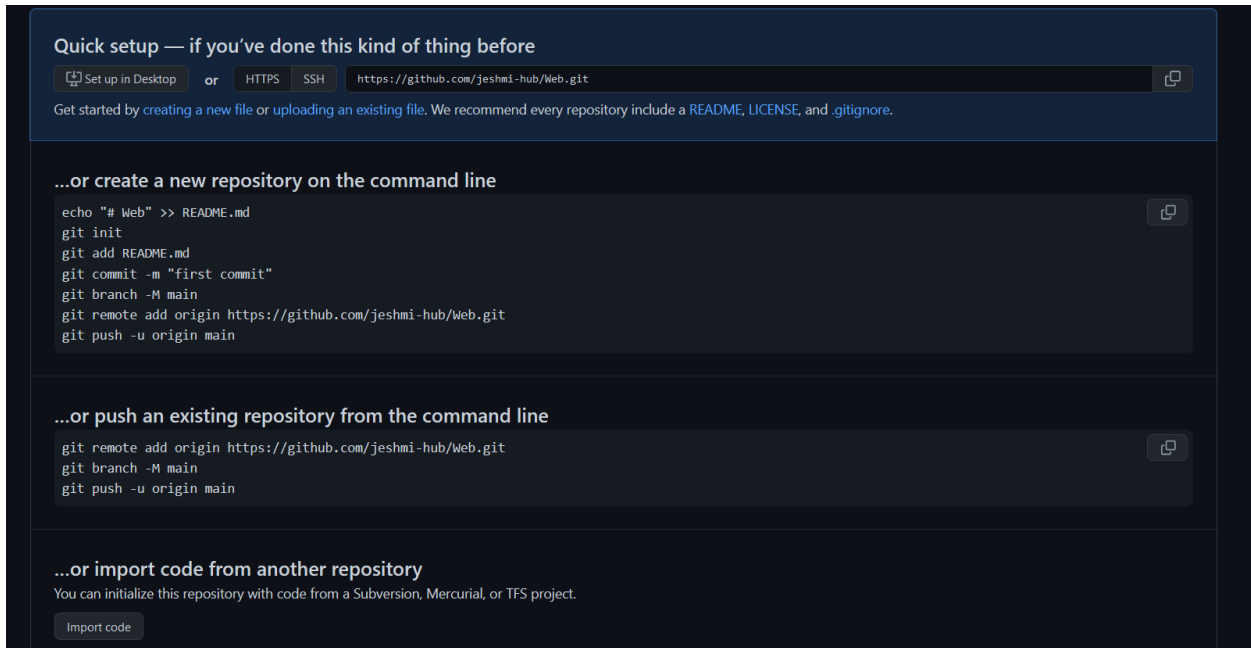 Quick setup — if you’ve done this kind of thing before
Set up in Desktop or HTTPS SSH https://github.com/jeshmi-hub/Web.git
Get started by creating a new file or uploading an existing file. We recommend every repository include a README, LICENSE, and .gitignore.
…or create a new repository on the command line
echo "# Web" >> README.md
git init
git add README.md
git commit -m "first commit"
git branch -M main
git remote add origin https://github.com/jeshmi-hub/Web.git
git push -u origin main
…or push an existing repository from the command line
git remote add origin https://github.com/jeshmi-hub/Web.git
git branch -M main
git push -u origin main
…or import code from another repository
You can initialize this repository with code from a Subversion, Mercurial, or TFS project.
Import code